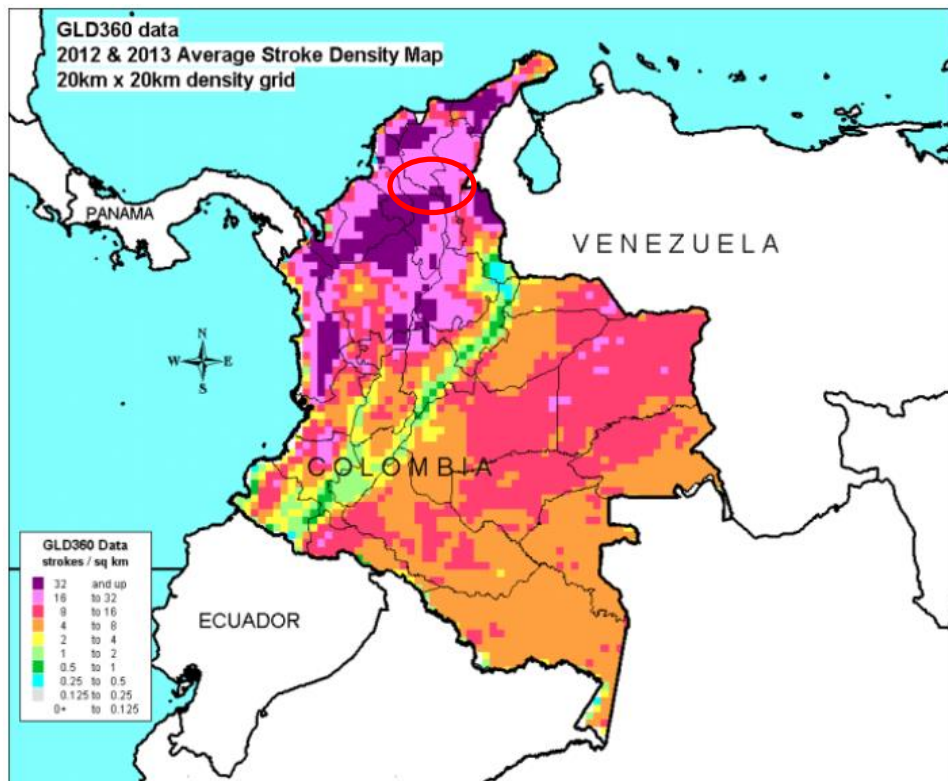 GLD360 data
2012 & 2013 Average Stroke Density Map
20km x 20km density grid
PANAMA
VENEZUELA
N
W E
S
COLOMBIA
ECUADOR
GLD360 Data
strokes / sq km
32 and up
16 to 32
8 to 16
4 to 8
2 to 4
1 to 2
0.5 to 1
0.25 to 0.5
0.125 to 0.25
0+ to 0.125